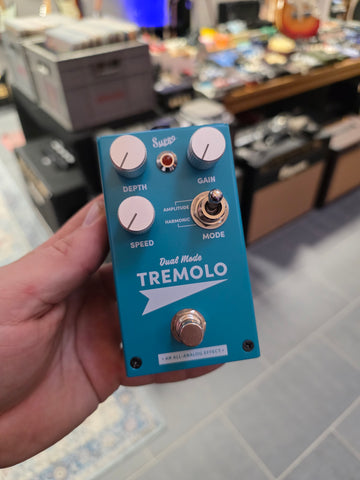 Supro
DEPTH
GAIN
AMPLITUDE
HARMONIC
SPEED
MODE
Dual Mode
TREMOLO
• AN ALL-ANALOG EFFECT •